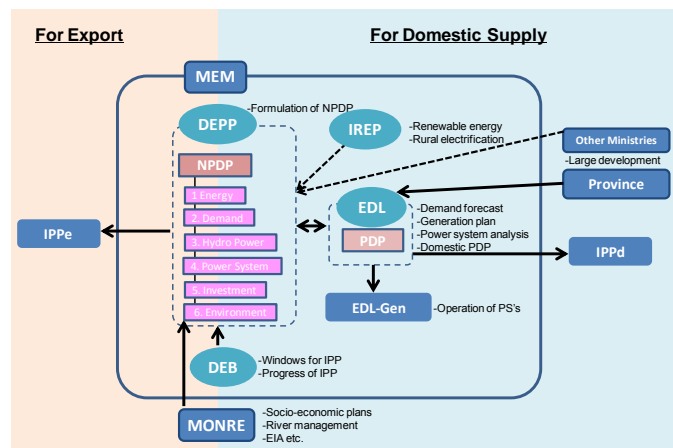 For Export
For Domestic Supply
MEM
DEPP
-Formulation of NPDP
IREP
-Renewable energy
-Rural electrification
Other Ministries
-Large development
Province
NPDP
1 Energy
2. Demand
3. Hydro Power
4. Power System
5. Investment
6. Environment
EDL
PDP
-Demand forecast
-Generation plan
-Power system analysis
-Domestic PDP
IPPe
IPPd
EDL-Gen
-Operation of PS's
DEB
-Windows for IPP
-Progress of IPP
MONRE
-Socio-economic plans
-River management
-EIA etc.